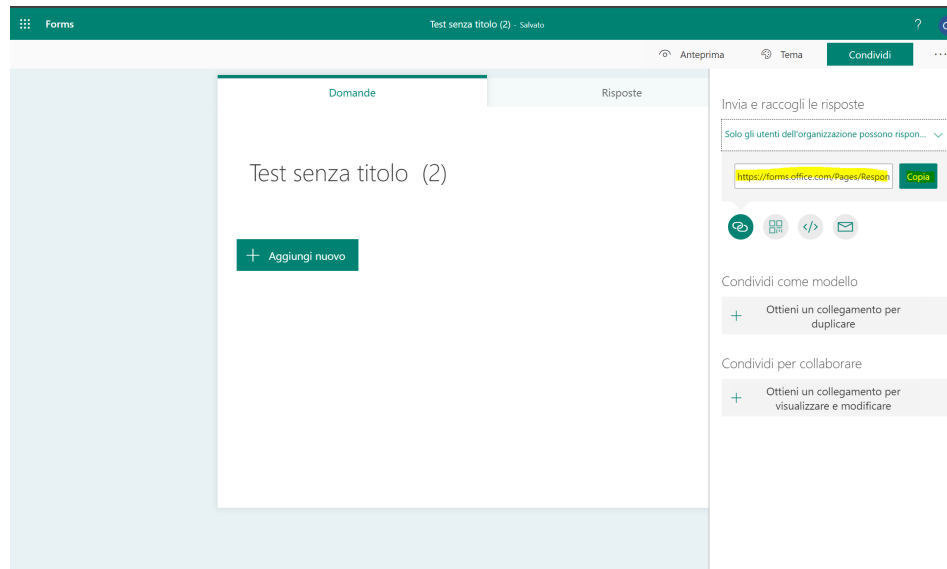 Forms
Test senza titolo (2) - Salvato
?
Anteprima
Tema
Condividi
...
Domande
Risposte
Test senza titolo (2)
+ Aggiungi nuovo
Invia e raccogli le risposte
Solo gli utenti dell'organizzazione possono rispon...
https://forms.office.com/Pages/Respon
Copia
</>
Condividi come modello
+ Ottieni un collegamento per
duplicare
Condividi per collaborare
+ Ottieni un collegamento per
visualizzare e modificare